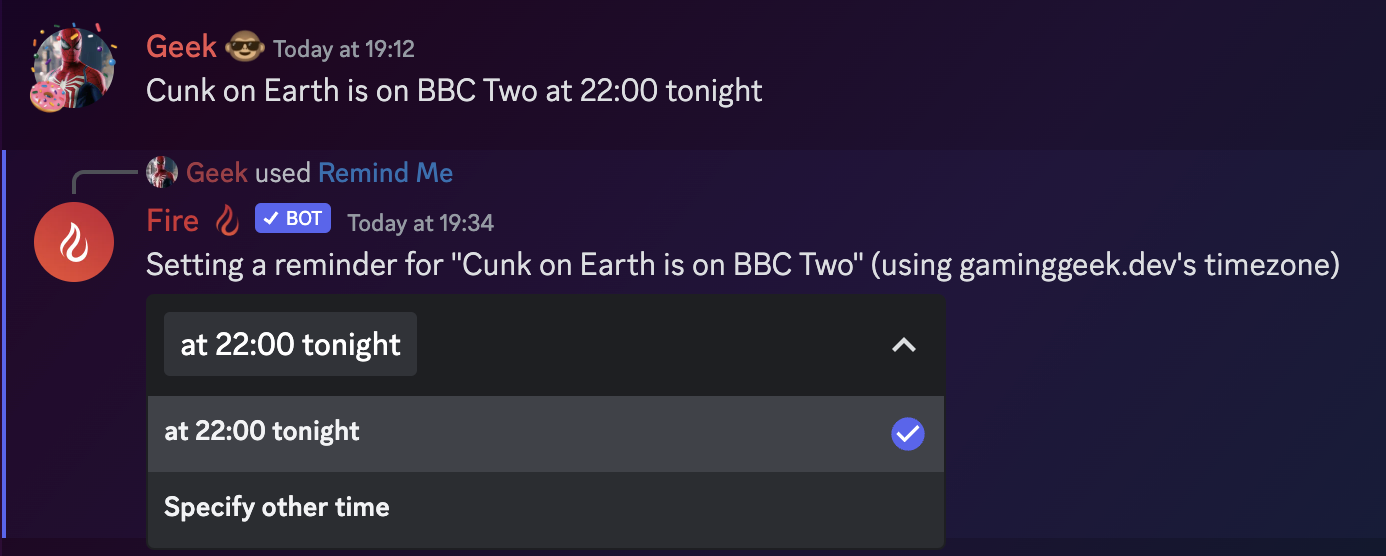 Geek Today at 19:12
Cunk on Earth is on BBC Two at 22:00 tonight
Geek used Remind Me
Fire BOT Today at 19:34
Setting a reminder for "Cunk on Earth is on BBC Two" (using gaminggeek.dev's timezone)
at 22:00 tonight
at 22:00 tonight
Specify other time